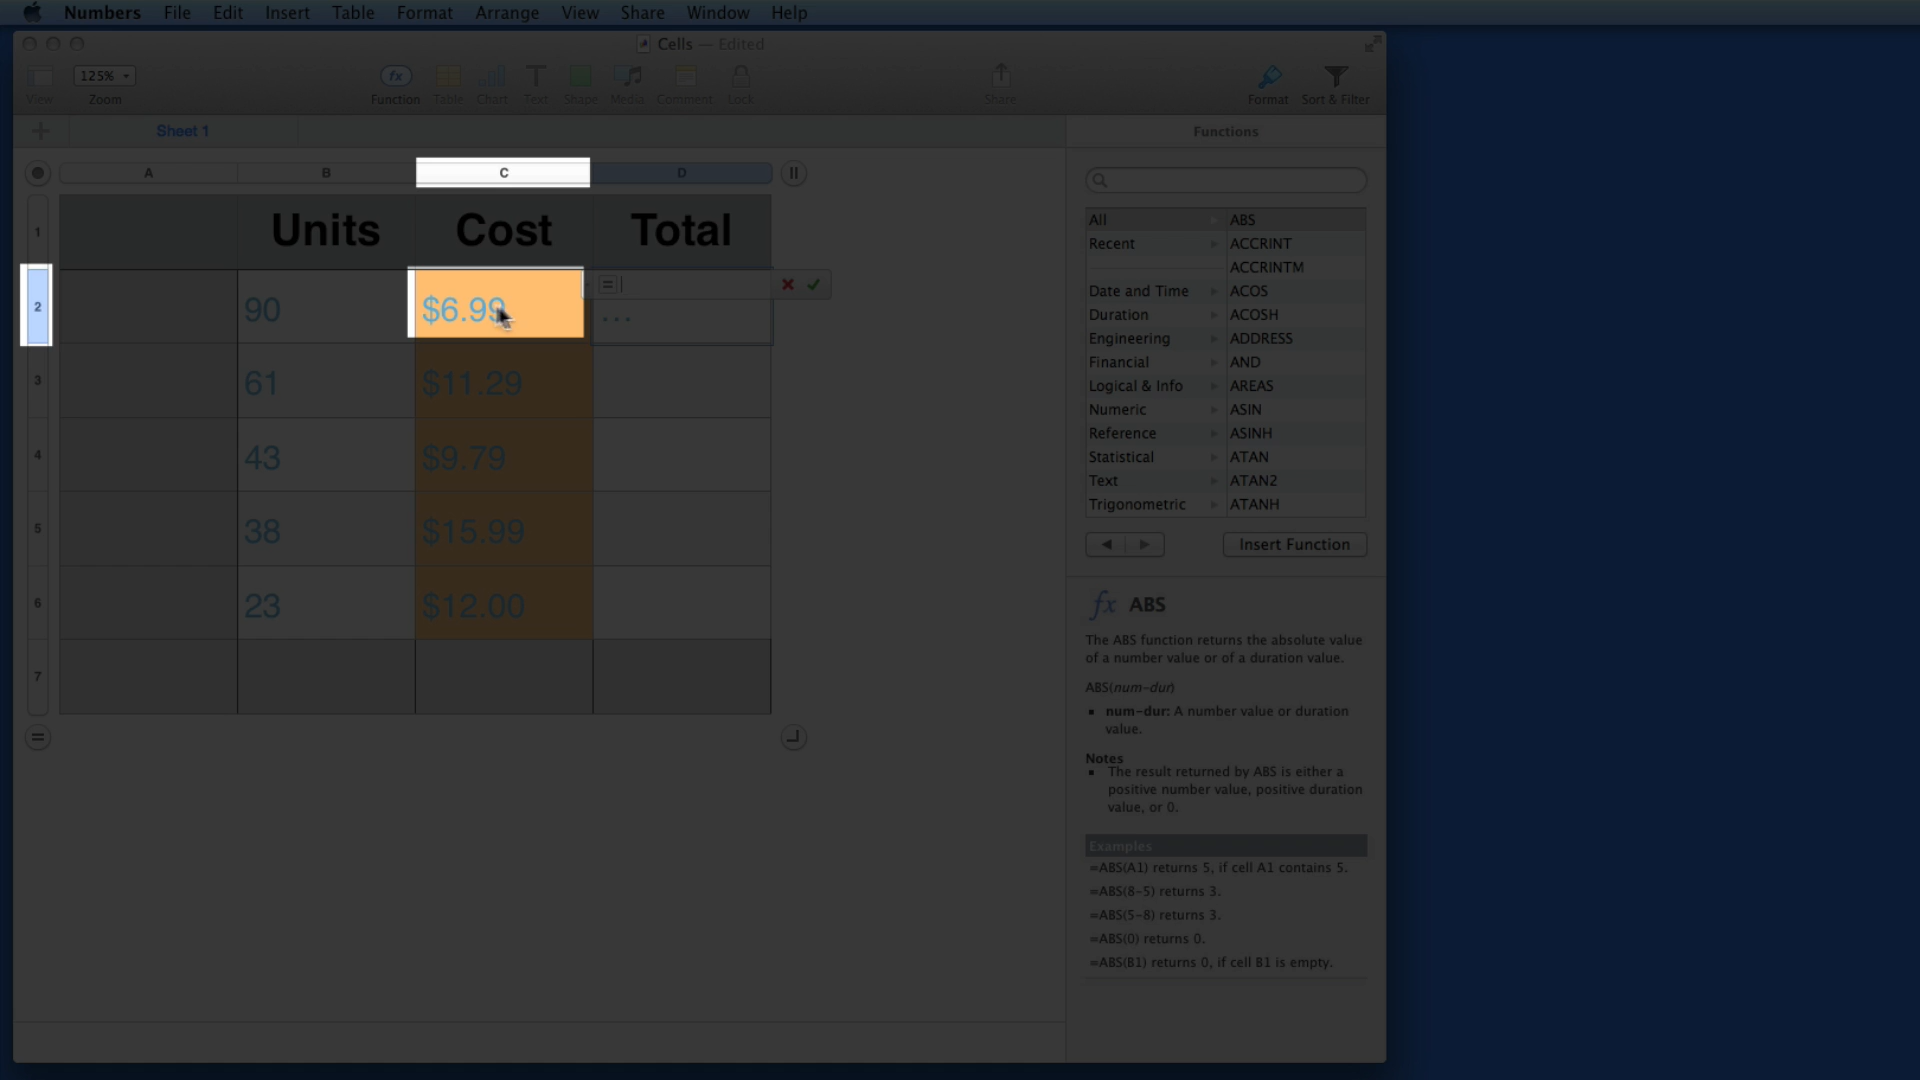 Numbers File Edit Insert Table Format Arrange View Share Window Help
Cells — Edited
125%
View Zoom Function Table Chart Text Shape Media Comment Lock Share Format Sort & Filter
fx
Sheet 1
Functions
A B C D
1 Units Cost Total
2 90 $6.99 =
...
3 61 $11.29
4 43 $9.79
5 38 $15.99
6 23 $12.00
7
=
All ABS
Recent ACCRINT
ACCRINTM
Date and Time ACOS
Duration ACOSH
Engineering ADDRESS
Financial AND
Logical & Info AREAS
Numeric ASIN
Reference ASINH
Statistical ATAN
Text ATAN2
Trigonometric ATANH
Insert Function
fx ABS
The ABS function returns the absolute value
of a number value or of a duration value.
ABS(num-dur)
▪ num-dur: A number value or duration
value.
Notes
▪ The result returned by ABS is either a
positive number value, positive duration
value, or 0.
Examples
=ABS(A1) returns 5, if cell A1 contains 5.
=ABS(8-5) returns 3.
=ABS(5-8) returns 3.
=ABS(0) returns 0.
=ABS(B1) returns 0, if cell B1 is empty.